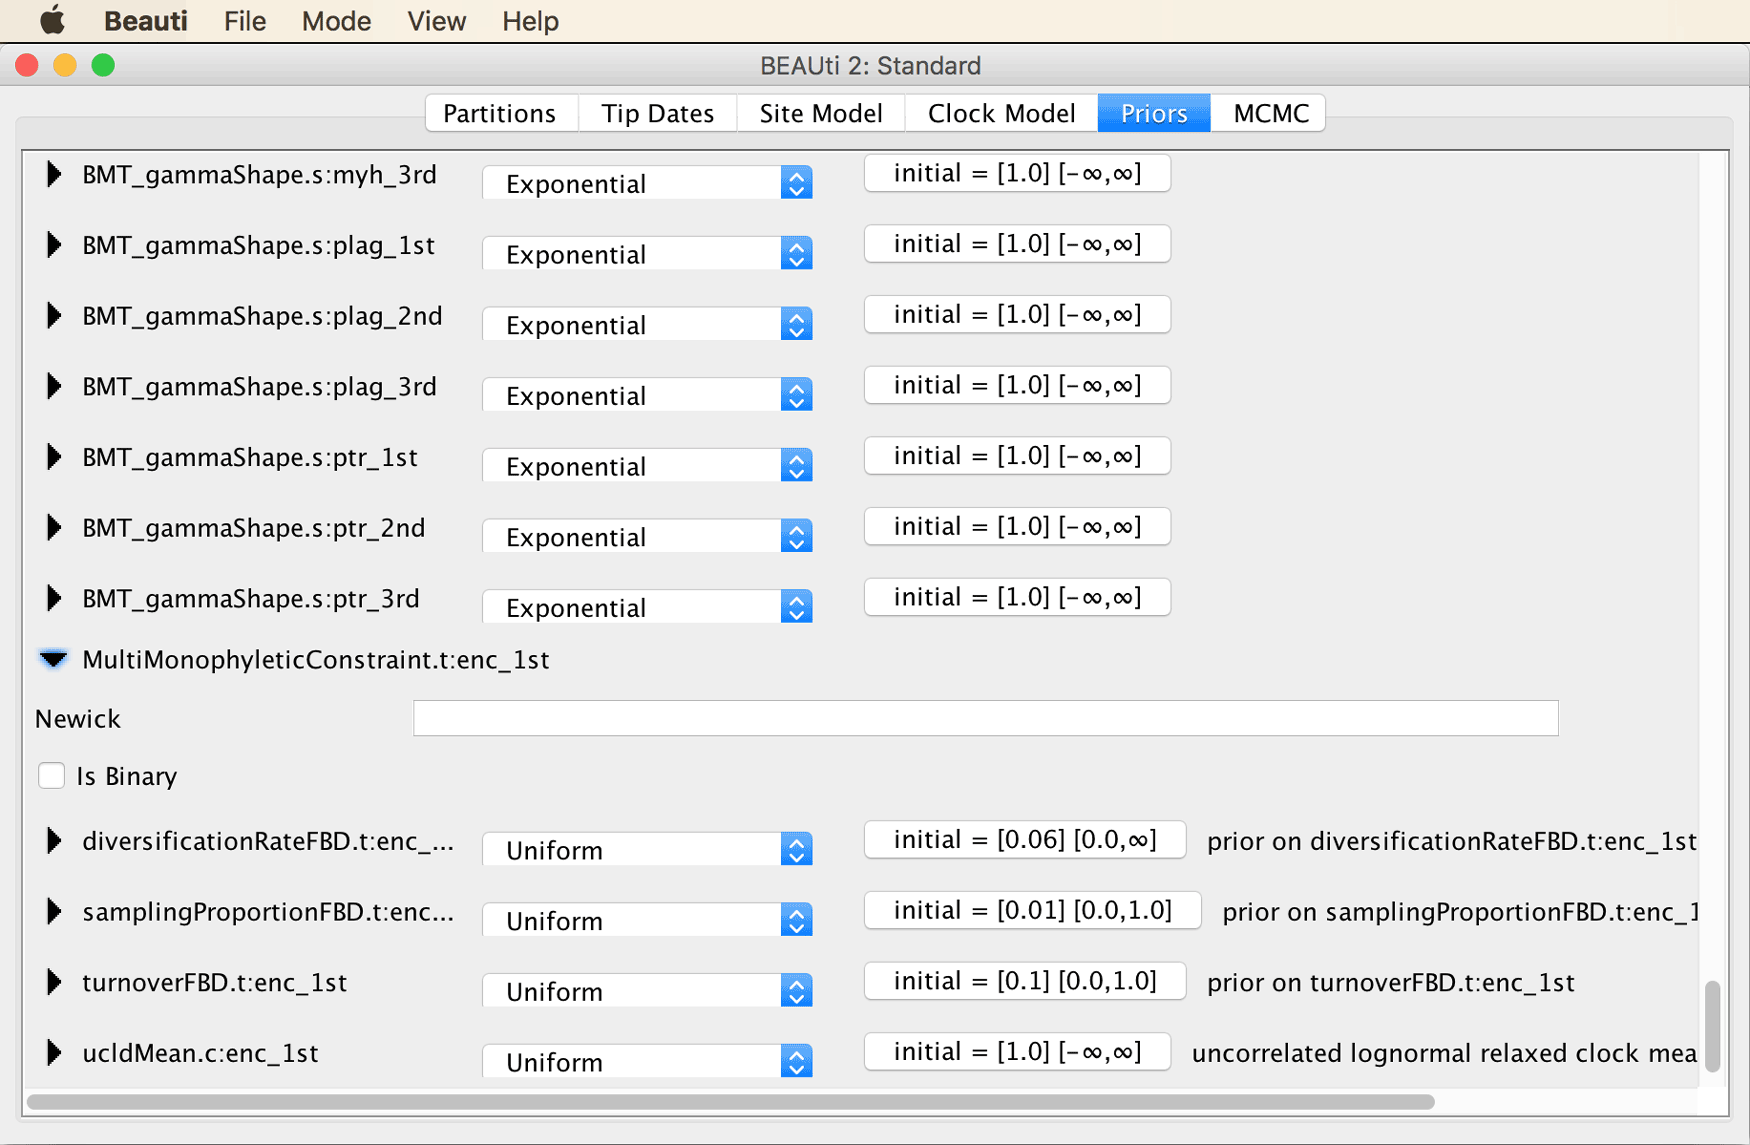 Beauti File Mode View Help
BEAUti 2: Standard
Partitions Tip Dates Site Model Clock Model Priors MCMC
BMT_gammaShape.s:myh_3rd Exponential initial = [1.0] [-∞,∞]
BMT_gammaShape.s:plag_1st Exponential initial = [1.0] [-∞,∞]
BMT_gammaShape.s:plag_2nd Exponential initial = [1.0] [-∞,∞]
BMT_gammaShape.s:plag_3rd Exponential initial = [1.0] [-∞,∞]
BMT_gammaShape.s:ptr_1st Exponential initial = [1.0] [-∞,∞]
BMT_gammaShape.s:ptr_2nd Exponential initial = [1.0] [-∞,∞]
BMT_gammaShape.s:ptr_3rd Exponential initial = [1.0] [-∞,∞]
MultiMonophyleticConstraint.t:enc_1st
Newick
Is Binary
diversificationRateFBD.t:enc_... Uniform initial = [0.06] [0.0,∞] prior on diversificationRateFBD.t:enc_1st
samplingProportionFBD.t:enc... Uniform initial = [0.01] [0.0,1.0] prior on samplingProportionFBD.t:enc_1
turnoverFBD.t:enc_1st Uniform initial = [0.1] [0.0,1.0] prior on turnoverFBD.t:enc_1st
ucldMean.c:enc_1st Uniform initial = [1.0] [-∞,∞] uncorrelated lognormal relaxed clock mea